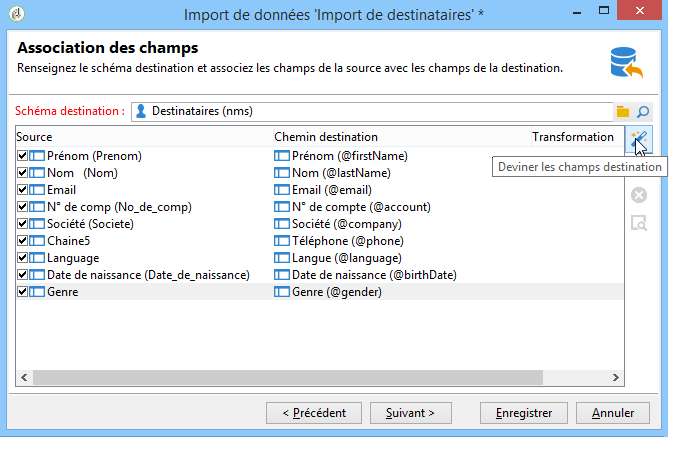 Import de données 'Import de destinataires' *
Association des champs
Renseignez le schéma destination et associez les champs de la source avec les champs de la destination.
Schéma destination : Destinataires (nms)
Source Chemin destination Transformation
Prénom (Prenom) Prénom (@firstName)
Nom (Nom) Nom (@lastName)
Deviner les champs destination
Email Email (@email)
N° de comp (No_de_comp) N° de compte (@account)
Société (Societe) Société (@company)
Chaine5 Téléphone (@phone)
Language Langue (@language)
Date de naissance (Date_de_naissance) Date de naissance (@birthDate)
Genre Genre (@gender)
< Précédent Suivant > Enregistrer Annuler